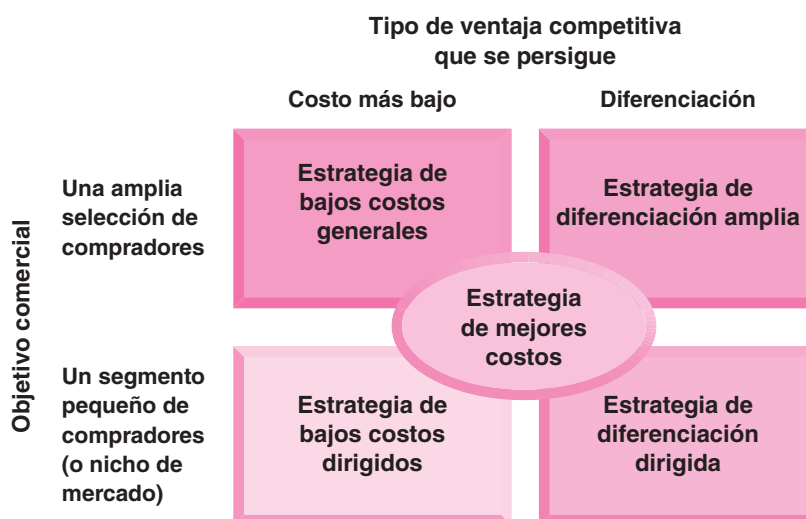 Tipo de ventaja competitiva
que se persigue
Costo más bajo
Diferenciación
Objetivo comercial
Una amplia
selección de
compradores
Estrategia de
bajos costos
generales
Estrategia de
diferenciación amplia
Estrategia
de mejores
costos
Un segmento
pequeño de
compradores
(o nicho de
mercado)
Estrategia de
bajos costos
dirigidos
Estrategia de
diferenciación
dirigida